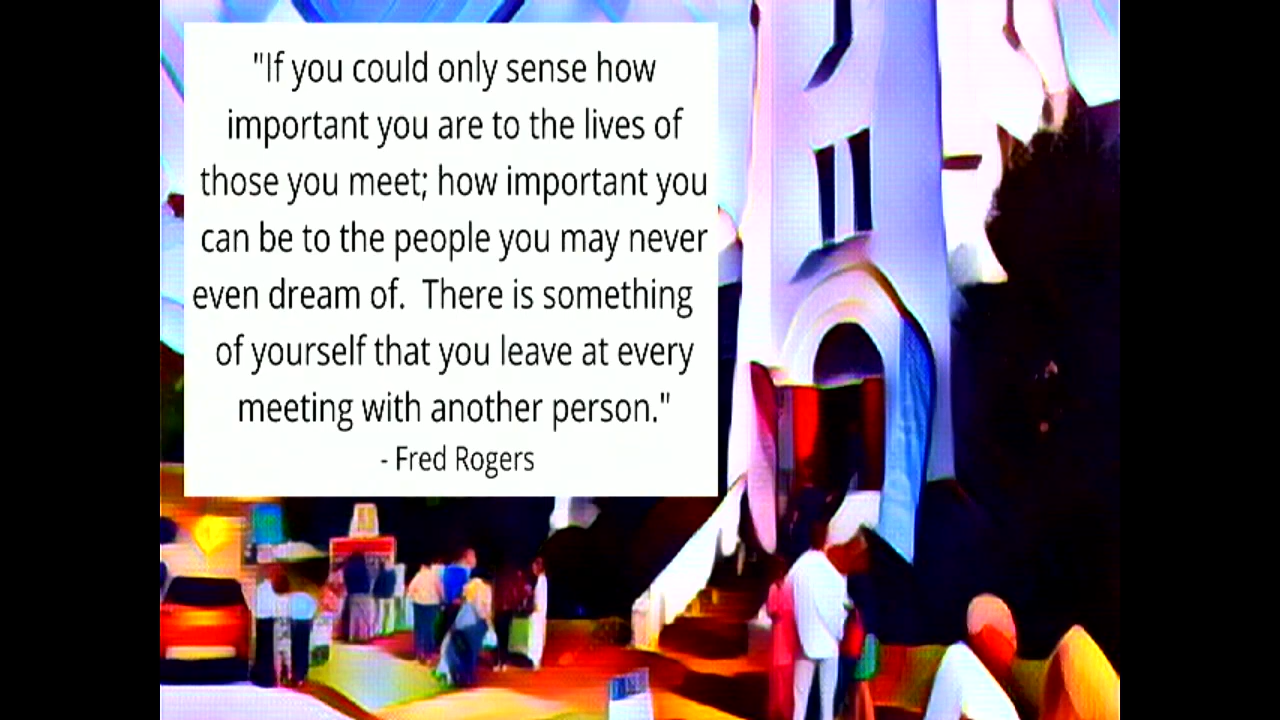 "If you could only sense how
important you are to the lives of
those you meet; how important you
can be to the people you may never
even dream of.  There is something
of yourself that you leave at every
meeting with another person."
- Fred Rogers